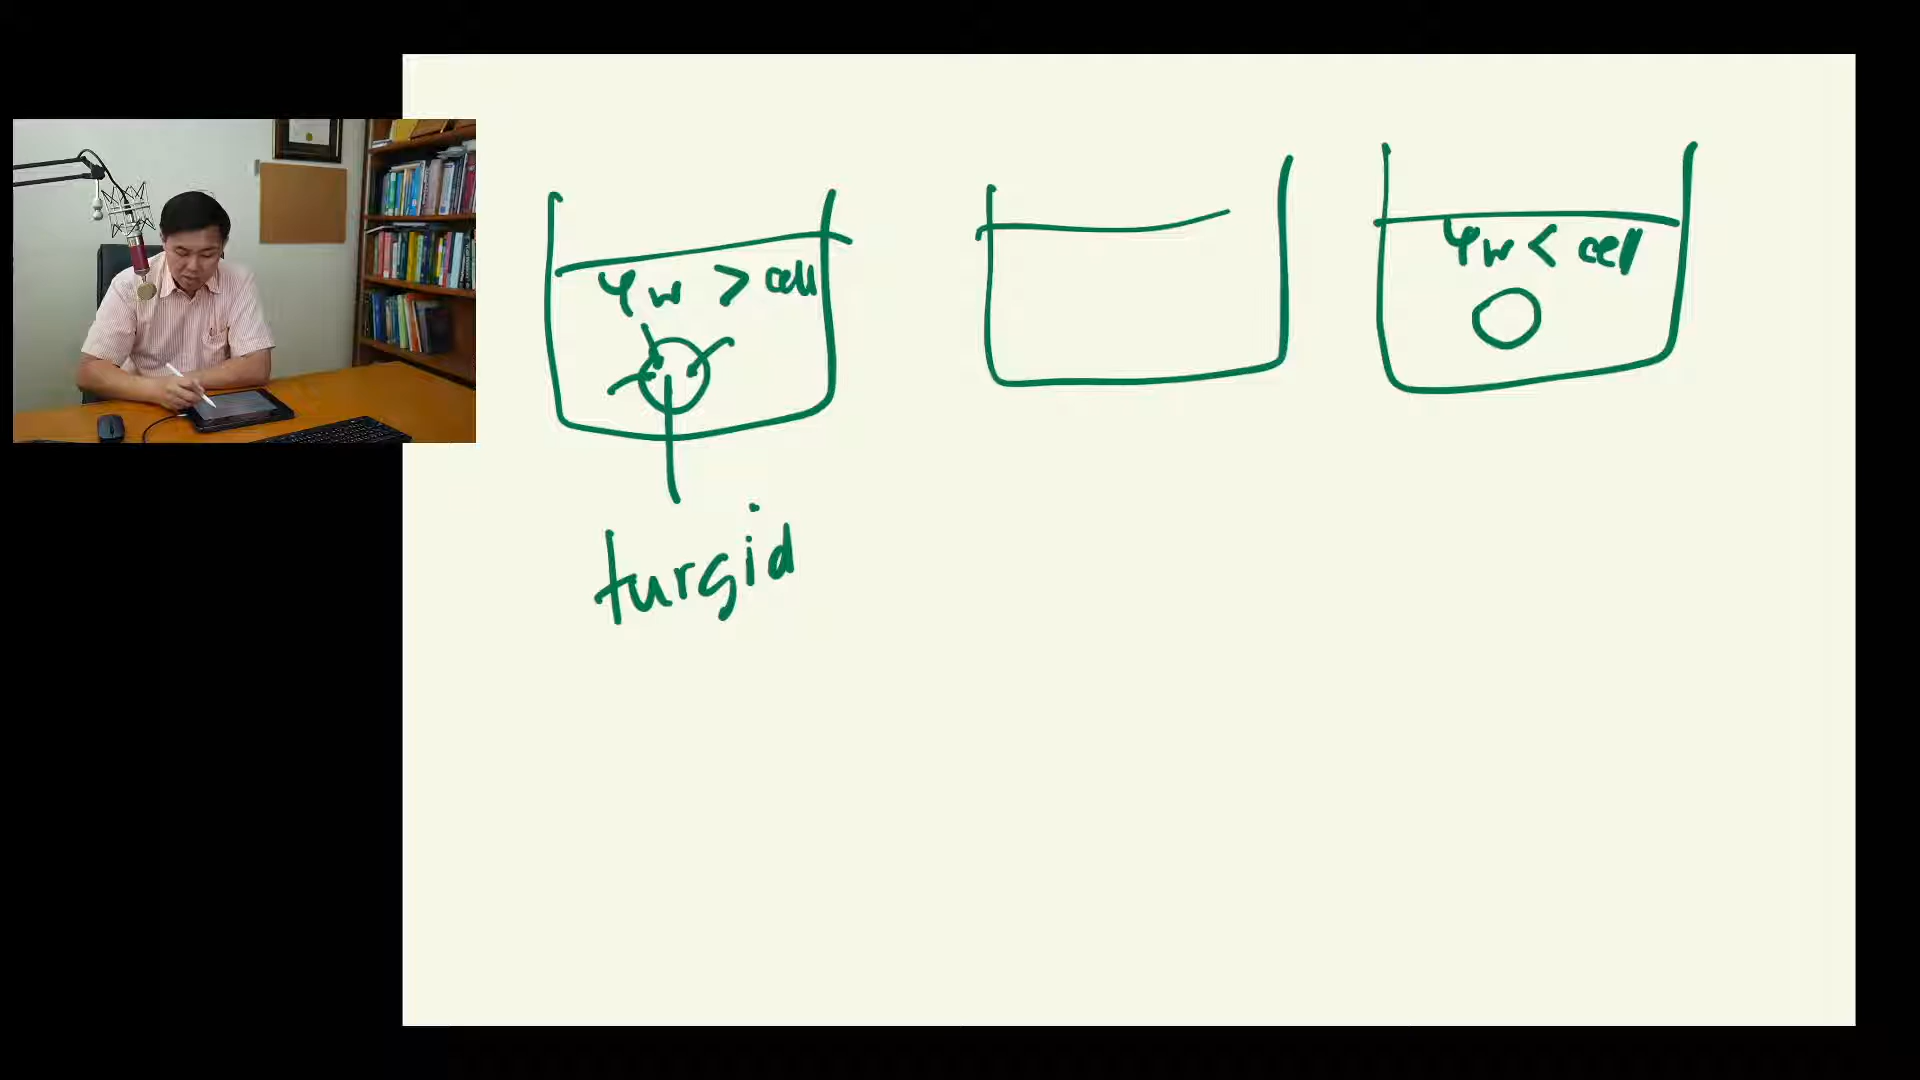 ψw > cell
ψw < cell
turgid